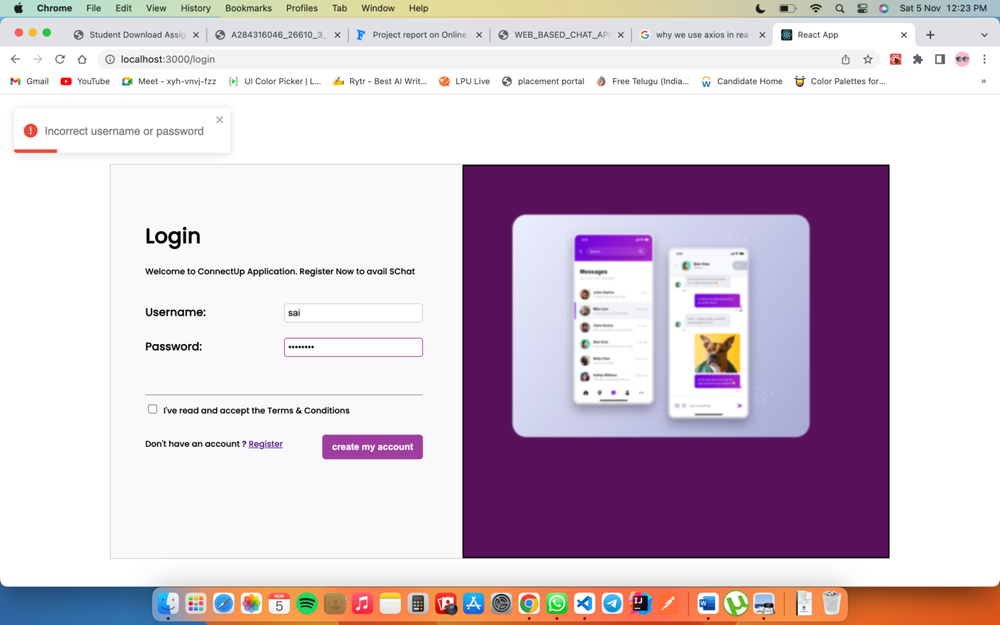 Chrome File Edit View History Bookmarks Profiles Tab Window Help Sat 5 Nov 12:23 PM
Student Download Assig A284316046_26610_3_ Project report on Online WEB_BASED_CHAT_APP why we use axios in rea React App
localhost:3000/login
Gmail YouTube Meet - xyh-vnvj-fzz UI Color Picker | L... Rytr - Best AI Writ... LPU Live placement portal Free Telugu (India... Candidate Home Color Palettes for... »
Incorrect username or password
Login
Welcome to ConnectUp Application. Register Now to avail SChat
Username: sai
Password: ••••••••
I've read and accept the Terms & Conditions
Don't have an account ? Register create my account
Messages
NOV
5